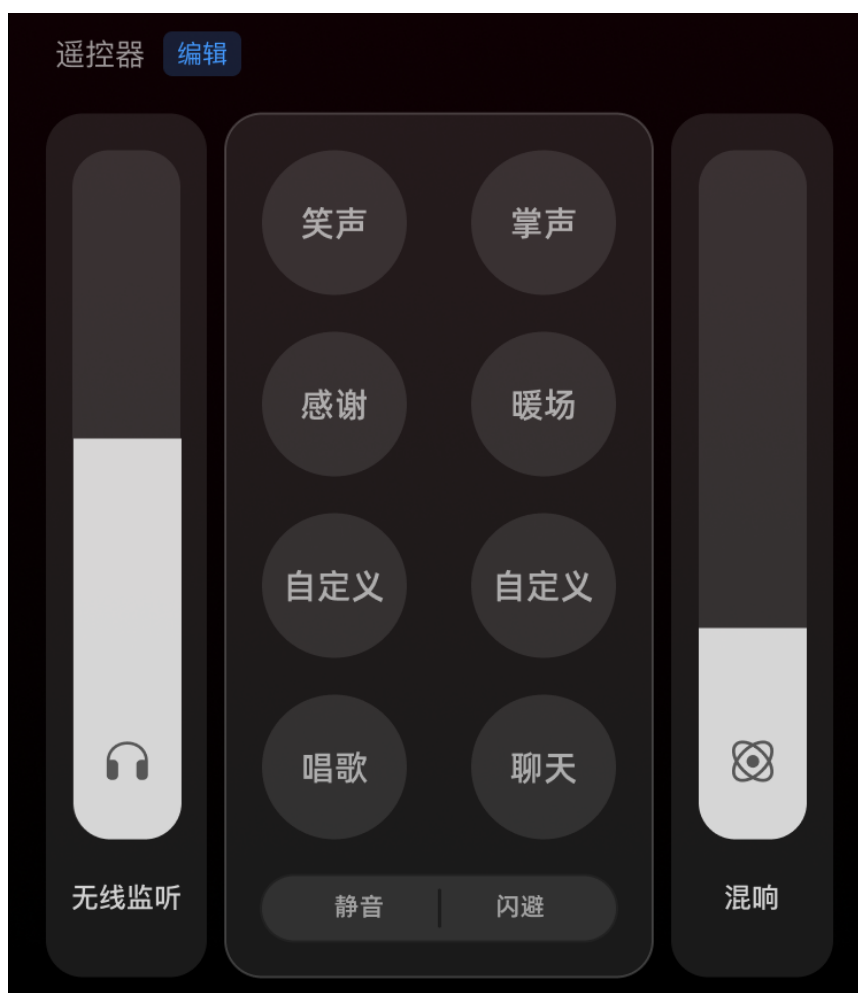 遥控器 编辑
笑声 掌声
感谢 暖场
自定义 自定义
唱歌 聊天
无线监听 静音 闪避 混响